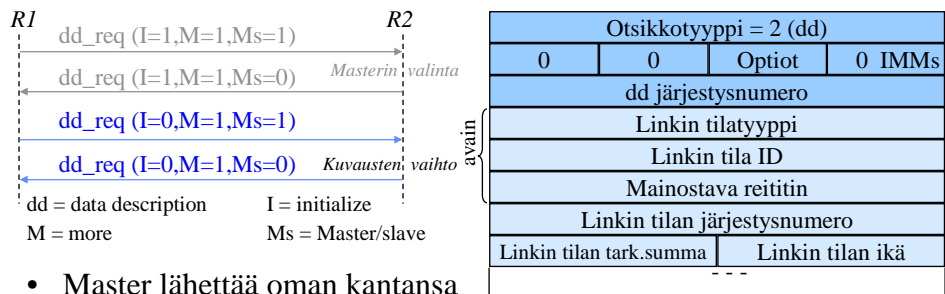 R1
R2
dd_req (I=1,M=1,Ms=1)
Masterin valinta
dd_req (I=1,M=1,Ms=0)
dd_req (I=0,M=1,Ms=1)
dd_req (I=0,M=1,Ms=0)
Kuvausten vaihto
dd = data description
I = initialize
M = more
Ms = Master/slave
• Master lähettää oman kantansa
Otsikkotyyppi = 2 (dd)
0 0 Optiot 0 IMMs
dd järjestysnumero
avain
Linkin tilatyyppi
Linkin tila ID
Mainostava reititin
Linkin tilan järjestysnumero
Linkin tilan tark.summa Linkin tilan ikä
- - -